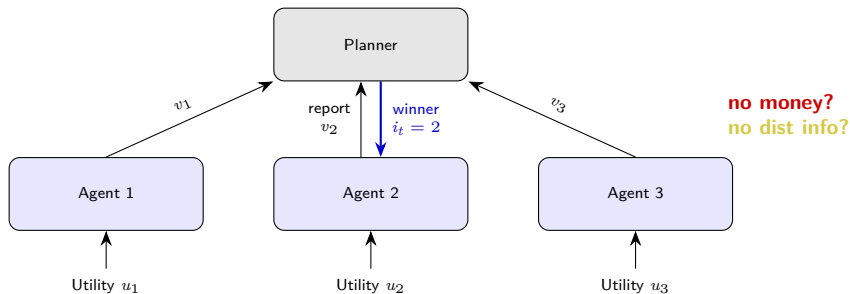 Planner
v₁
report
v₂
winner
iₜ = 2
v₃
no money?
no dist info?
Agent 1
Agent 2
Agent 3
Utility u₁
Utility u₂
Utility u₃